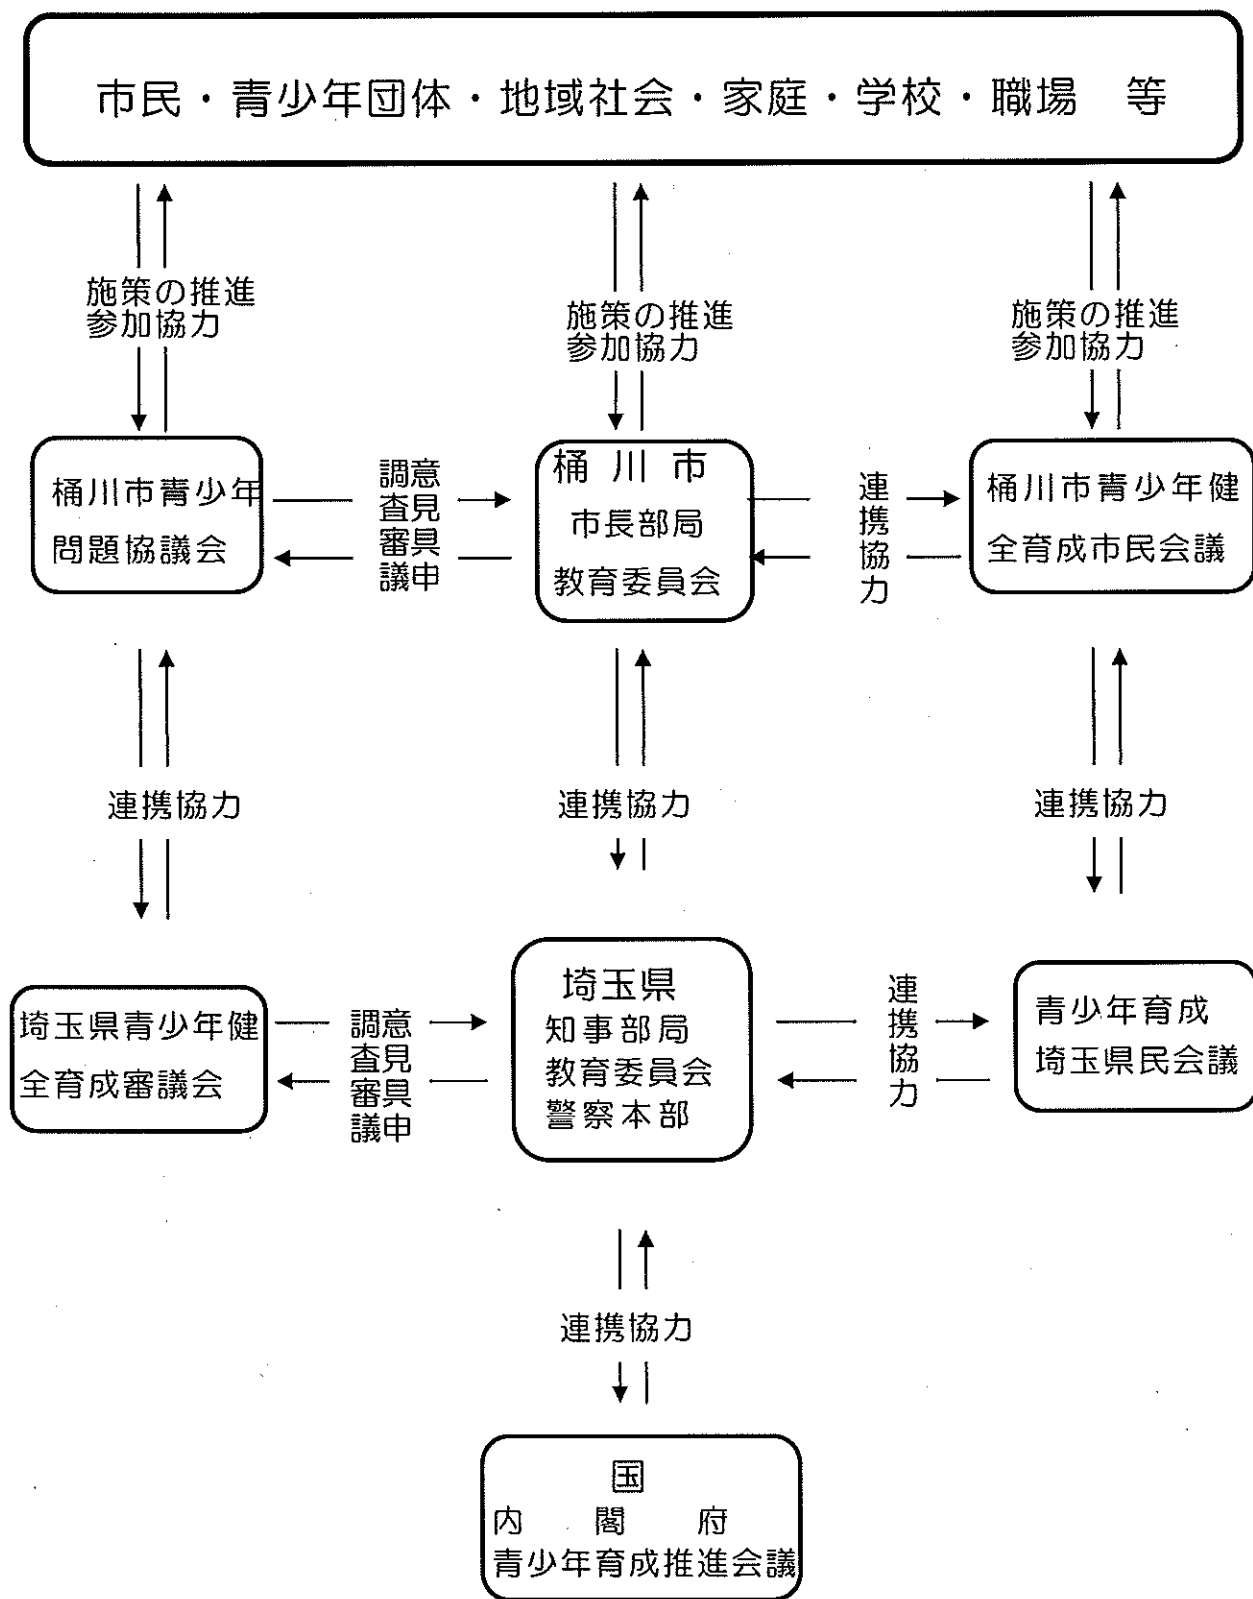 市民・青少年団体・地域社会・家庭・学校・職場　等
施策の推進
参加協力
施策の推進
参加協力
施策の推進
参加協力
桶川市青少年
問題協議会
調査審議
意見具申
桶川市
市長部局
教育委員会
連携協力
桶川市青少年健
全育成市民会議
連携協力
連携協力
連携協力
埼玉県青少年健
全育成審議会
調査審議
意見具申
埼玉県
知事部局
教育委員会
警察本部
連携協力
青少年育成
埼玉県民会議
連携協力
国
内閣府
青少年育成推進会議